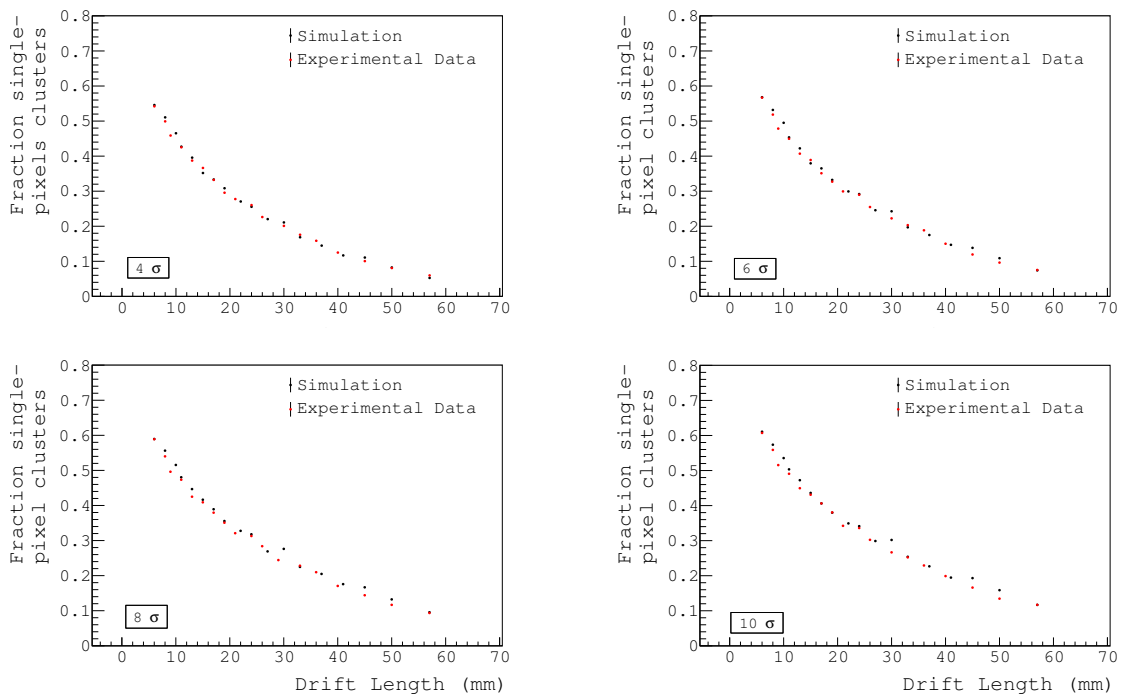 Fraction single-
pixels clusters
0.8
0.7
0.6
0.5
0.4
0.3
0.2
0.1
0
Simulation
Experimental Data
4 σ
0 10 20 30 40 50 60 70
Fraction single-
pixel clusters
0.8
0.7
0.6
0.5
0.4
0.3
0.2
0.1
0
Simulation
Experimental Data
6 σ
0 10 20 30 40 50 60 70
Fraction single-
pixel clusters
0.8
0.7
0.6
0.5
0.4
0.3
0.2
0.1
0
Simulation
Experimental Data
8 σ
0 10 20 30 40 50 60 70
Drift Length (mm)
Fraction single-
pixel clusters
0.8
0.7
0.6
0.5
0.4
0.3
0.2
0.1
0
Simulation
Experimental Data
10 σ
0 10 20 30 40 50 60 70
Drift Length (mm)